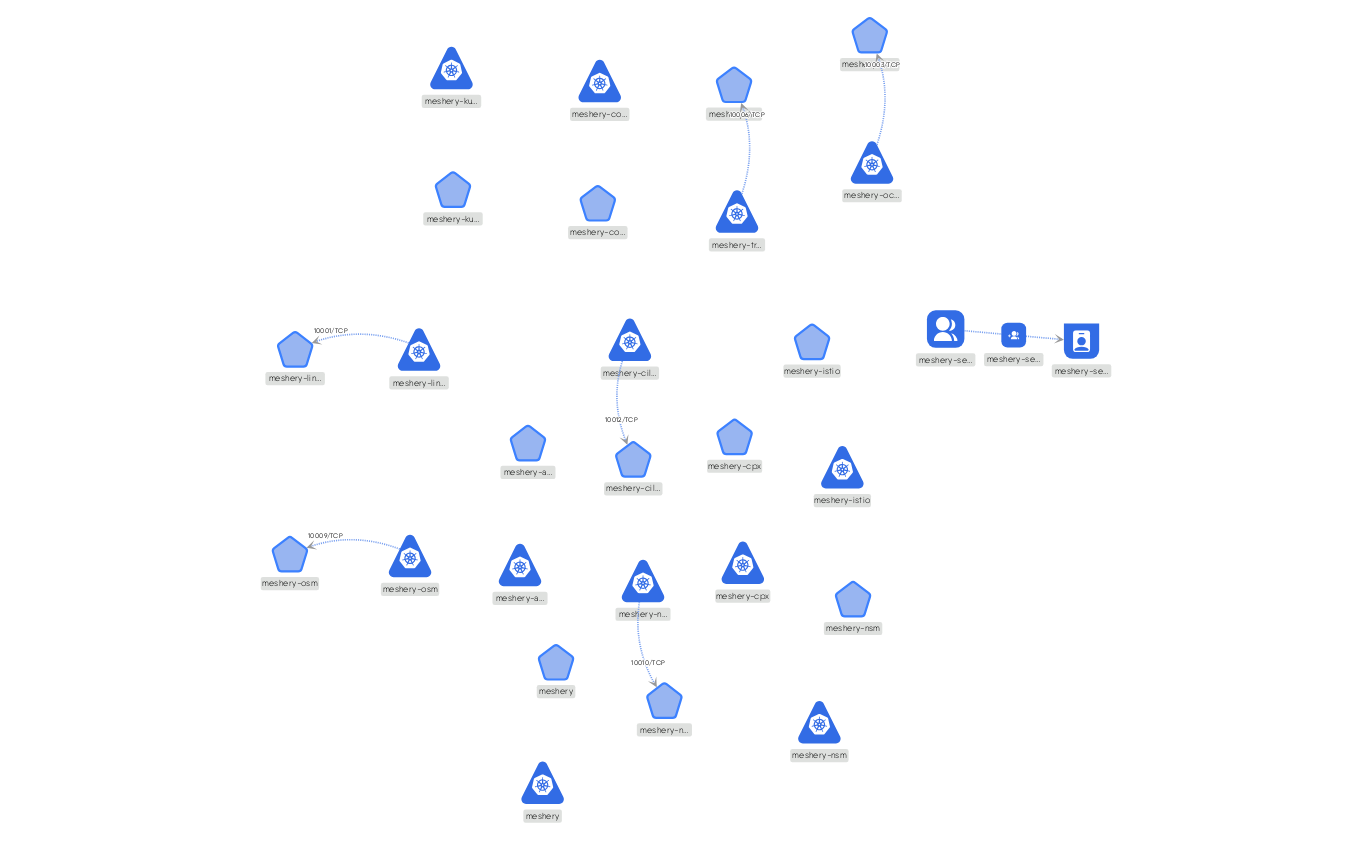 meshery-ku...
meshery-co...
10006/TCP
10003/TCP
meshery-ku...
meshery-co...
meshery-tr...
meshery-oc...
10001/TCP
meshery-lin...
meshery-lin...
meshery-cil...
meshery-istio
meshery-se...
meshery-se...
meshery-se...
10012/TCP
meshery-a...
meshery-cil...
meshery-cpx
meshery-istio
10009/TCP
meshery-osm
meshery-osm
meshery-a...
meshery-n...
meshery-cpx
meshery-nsm
10010/TCP
meshery
meshery-n...
meshery-nsm
meshery